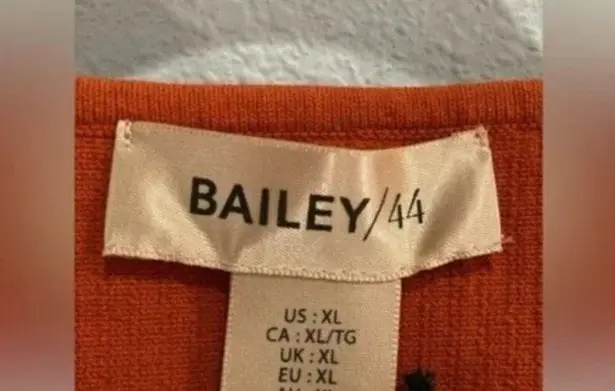 BAILEY/44
US : XL
CA : XL/TG
UK : XL
EU : XL